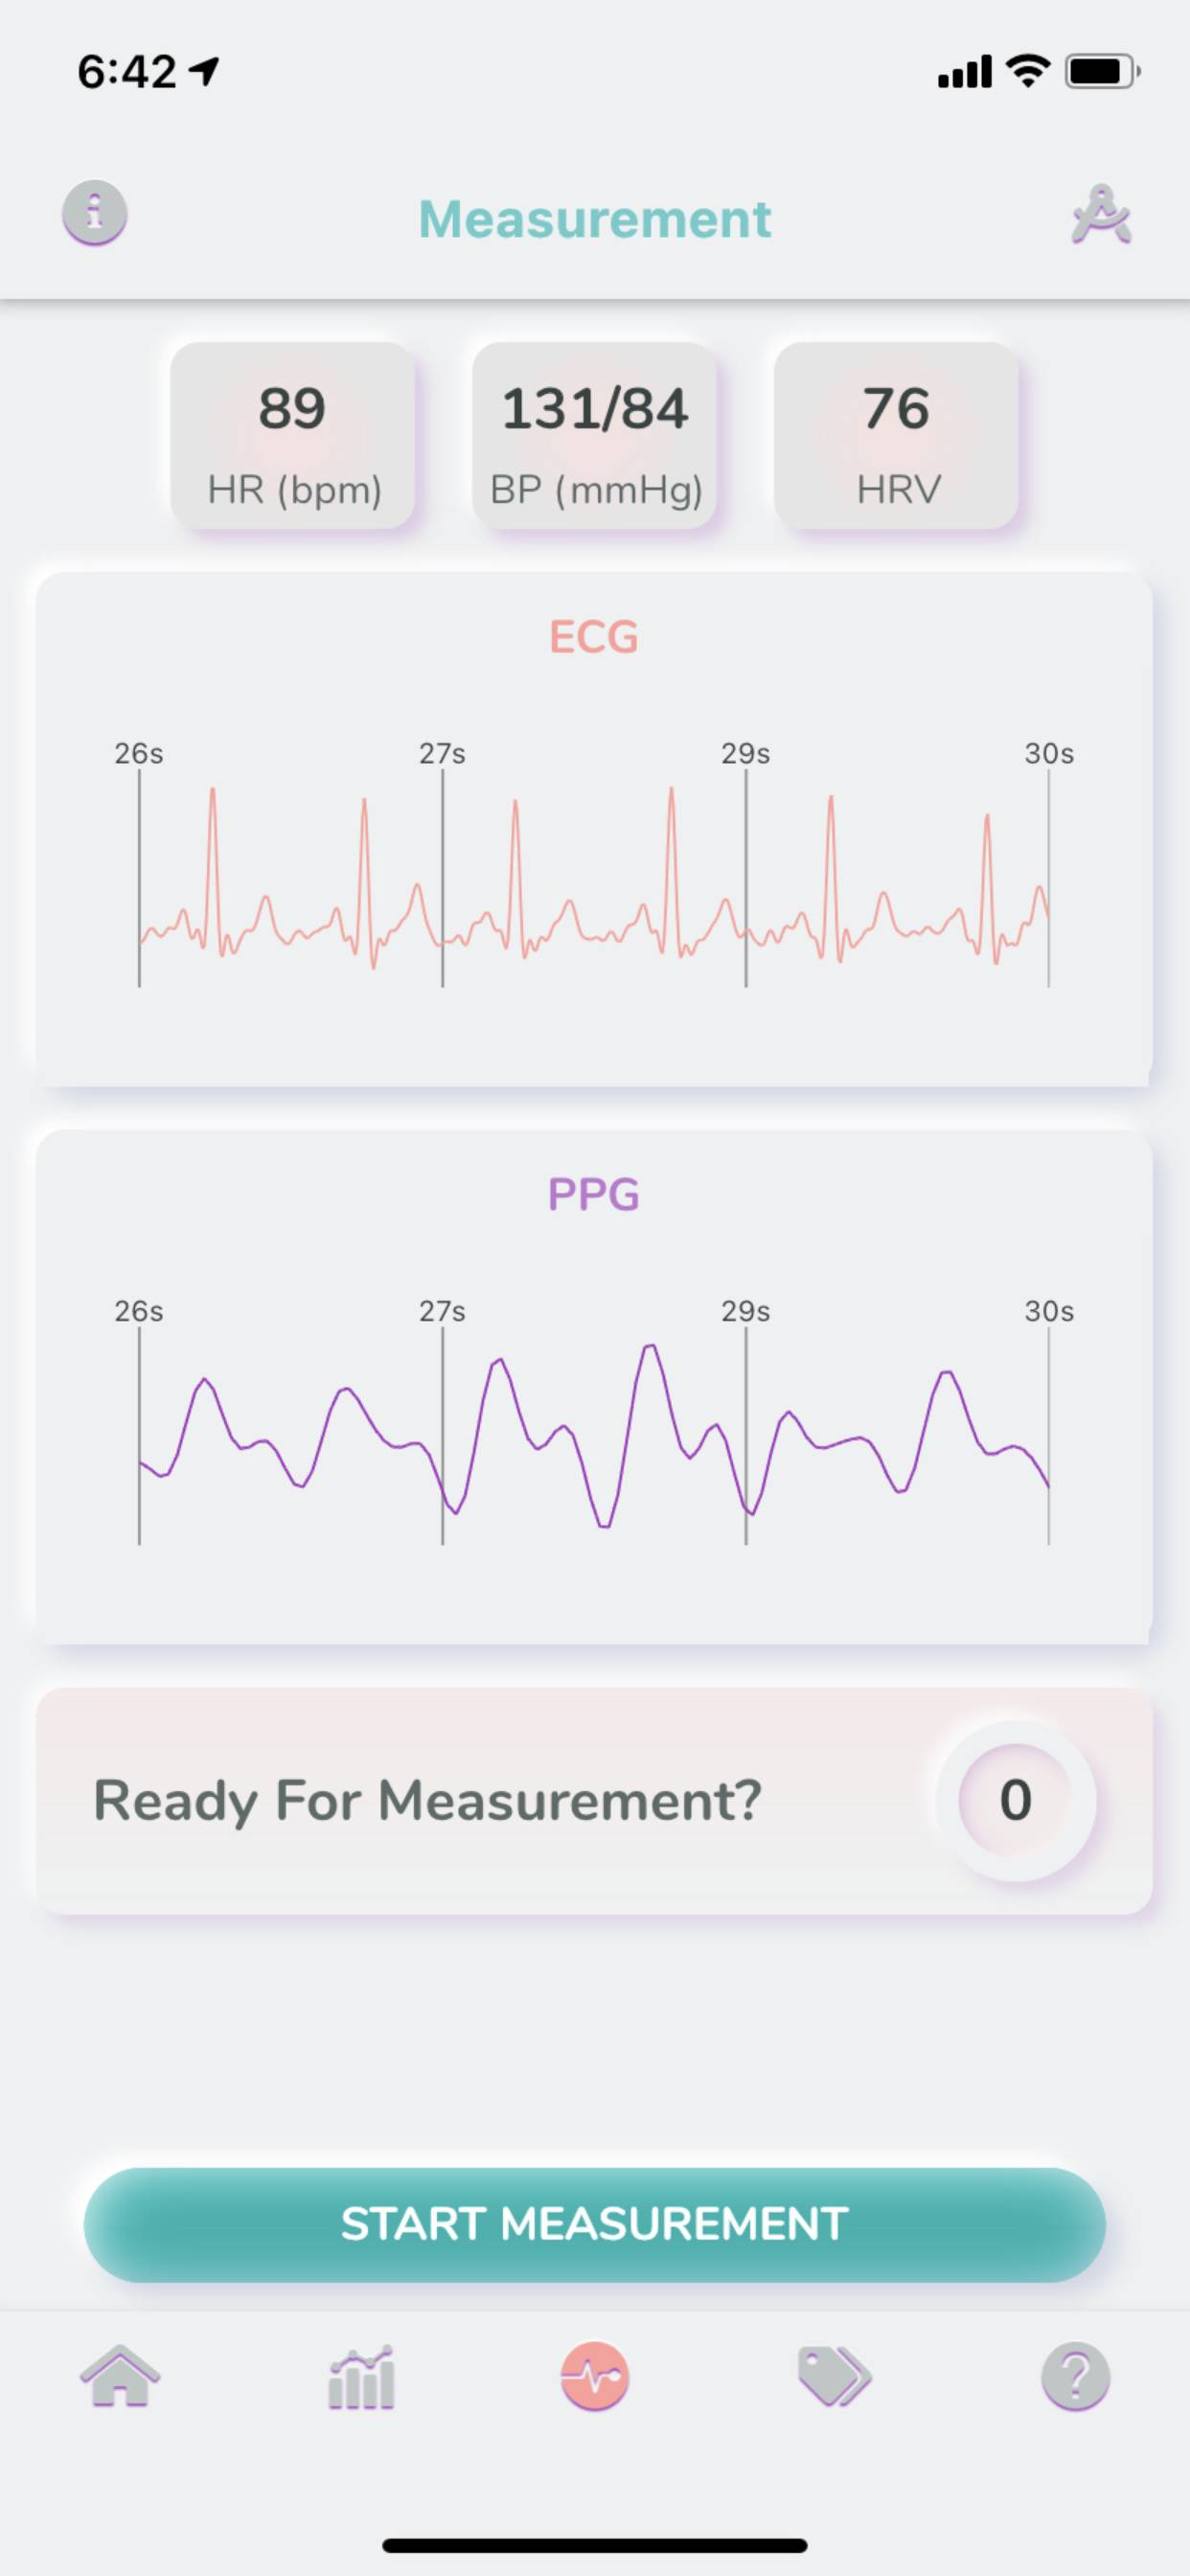 6:42
Measurement
89 131/84 76
HR (bpm) BP (mmHg) HRV
ECG
26s 27s 29s 30s
PPG
26s 27s 29s 30s
Ready For Measurement? 0
START MEASUREMENT